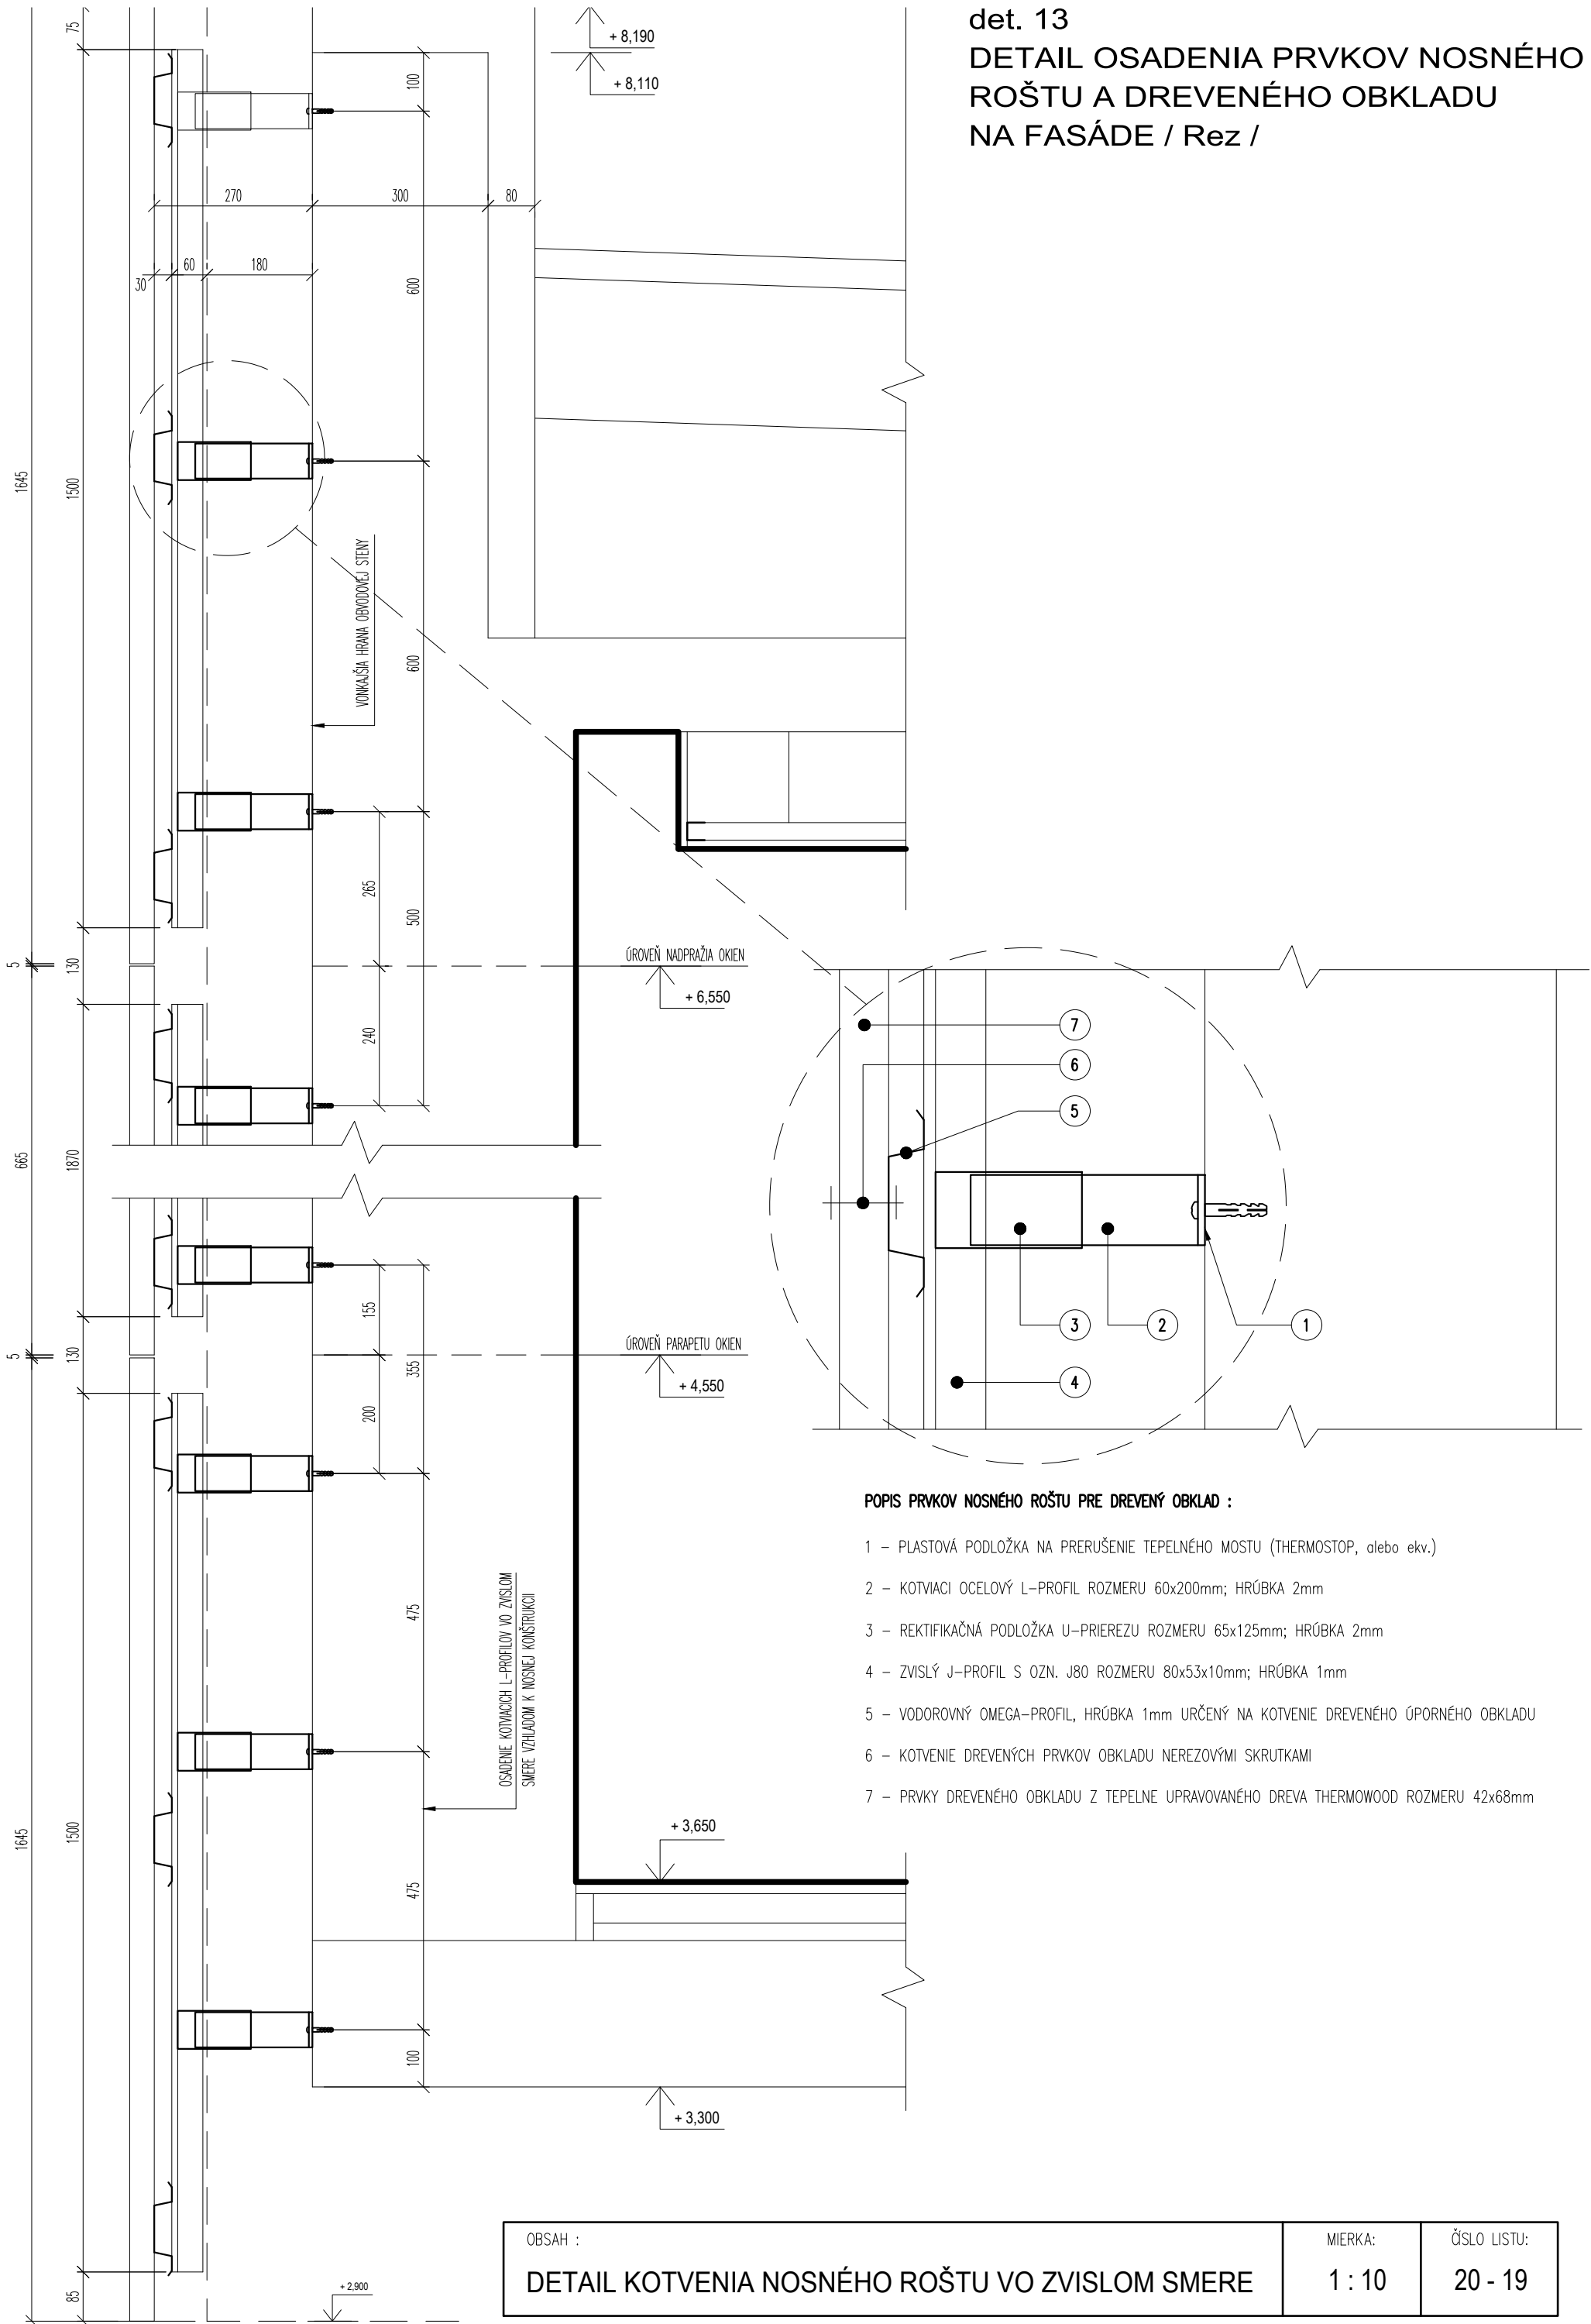 det. 13
DETAIL OSADENIA PRVKOV NOSNÉHO
ROŠTU A DREVENÉHO OBKLADU
NA FASÁDE / Rez /
+ 8,190
+ 8,110
75
100
270
300
80
30
60
180
600
1645
1500
VONKAJŠIA HRANA OBVODOVEJ STENY
600
265
500
5
130
ÚROVEŇ NADPRAŽIA OKIEN
+ 6,550
240
7
6
5
665
1870
155
355
3
2
1
5
130
ÚROVEŇ PARAPETU OKIEN
+ 4,550
4
200
POPIS PRVKOV NOSNÉHO ROŠTU PRE DREVENÝ OBKLAD :
1 – PLASTOVÁ PODLOŽKA NA PRERUŠENIE TEPELNÉHO MOSTU (THERMOSTOP, alebo ekv.)
2 – KOTVIACI OCELOVÝ L–PROFIL ROZMERU 60x200mm; HRÚBKA 2mm
3 – REKTIFIKAČNÁ PODLOŽKA U–PRIEREZU ROZMERU 65x125mm; HRÚBKA 2mm
4 – ZVISLÝ J–PROFIL S OZN. J80 ROZMERU 80x53x10mm; HRÚBKA 1mm
5 – VODOROVNÝ OMEGA–PROFIL, HRÚBKA 1mm URČENÝ NA KOTVENIE DREVENÉHO ÚPORNÉHO OBKLADU
6 – KOTVENIE DREVENÝCH PRVKOV OBKLADU NEREZOVÝMI SKRUTKAMI
7 – PRVKY DREVENÉHO OBKLADU Z TEPELNE UPRAVOVANÉHO DREVA THERMOWOOD ROZMERU 42x68mm
475
OSADENIE KOTVIACICH L–PROFILOV VO ZVISLOM
SMERE VZHLADOM K NOSNEJ KONŠTRUKCII
1645
1500
+ 3,650
475
100
+ 3,300
85
+ 2,900
OBSAH :
DETAIL KOTVENIA NOSNÉHO ROŠTU VO ZVISLOM SMERE
MIERKA:
1 : 10
ČÍSLO LISTU:
20 - 19